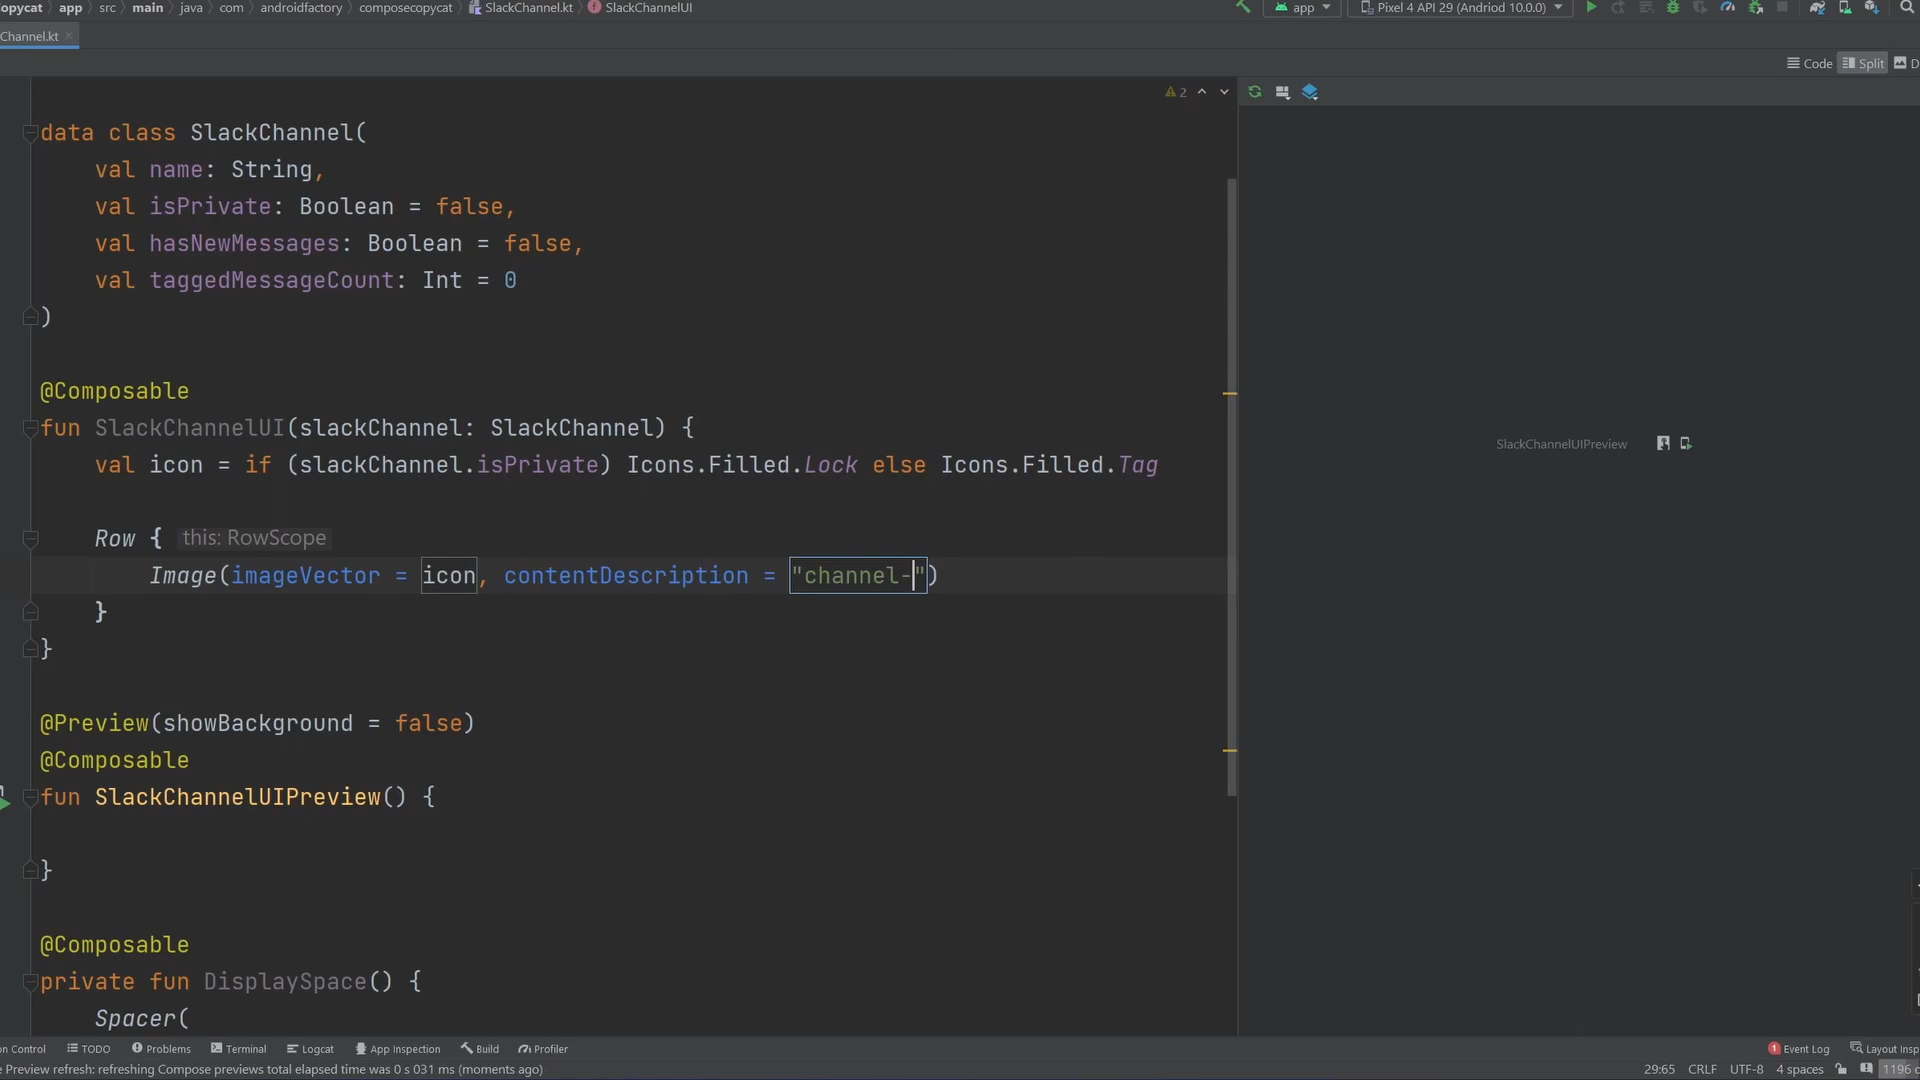 opycat app src main java com androidfactory composecopycat SlackChannel.kt SlackChannelUI app Pixel 4 API 29 (Andriod 10.0.0)
Channel.kt
Code Split D
2
data class SlackChannel(
val name: String,
val isPrivate: Boolean = false,
val hasNewMessages: Boolean = false,
val taggedMessageCount: Int = 0
)
@Composable
fun SlackChannelUI(slackChannel: SlackChannel) {
val icon = if (slackChannel.isPrivate) Icons.Filled.Lock else Icons.Filled.Tag
Row { this: RowScope
Image(imageVector = icon, contentDescription = "channel-")
}
}
@Preview(showBackground = false)
@Composable
fun SlackChannelUIPreview() {
}
@Composable
private fun DisplaySpace() {
Spacer(
SlackChannelUIPreview
on Control TODO Problems Terminal Logcat App Inspection Build Profiler 1 Event Log Layout Insp
e Preview refresh: refreshing Compose previews total elapsed time was 0 s 031 ms (moments ago) 29:65 CRLF UTF-8 4 spaces 1196 o